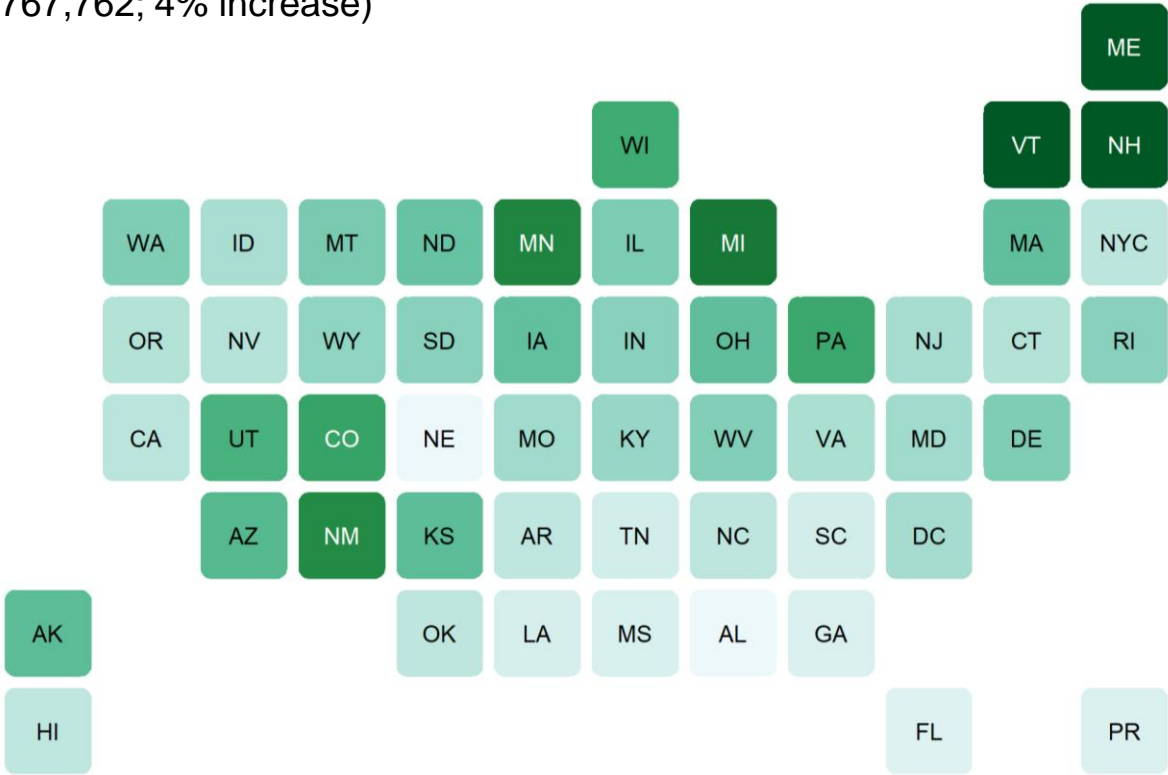 767,762; 4% increase)
ME
WI VT NH
WA ID MT ND MN IL MI MA NYC
OR NV WY SD IA IN OH PA NJ CT RI
CA UT CO NE MO KY WV VA MD DE
AZ NM KS AR TN NC SC DC
AK OK LA MS AL GA
HI FL PR